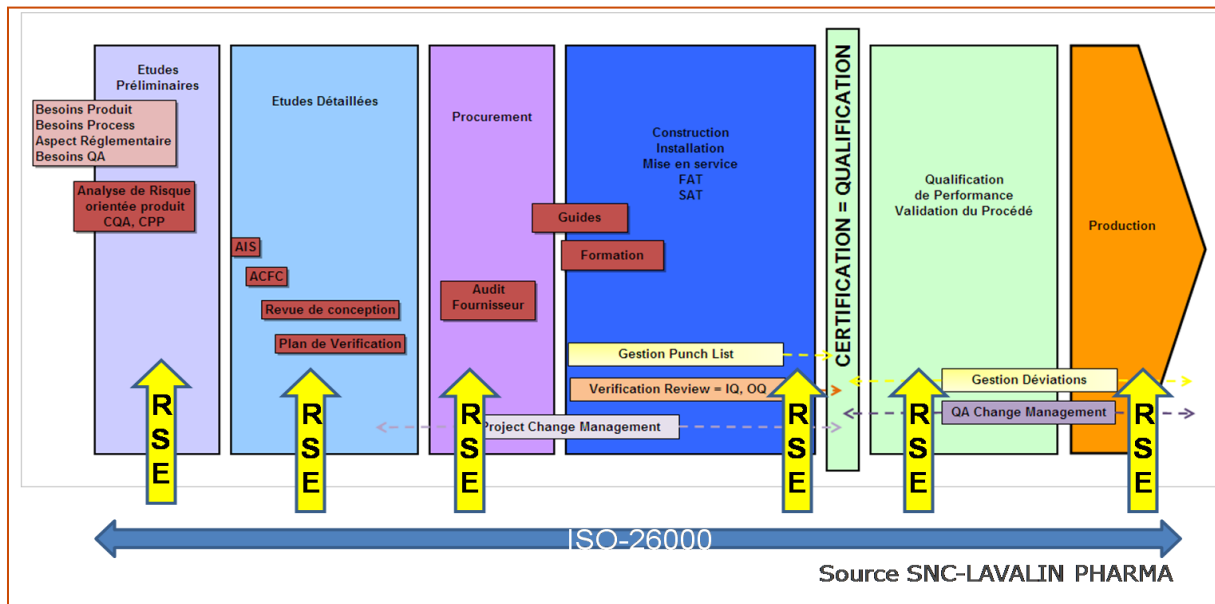 Etudes
Préliminaires
Besoins Produit
Besoins Process
Aspect Réglementaire
Besoins QA
Analyse de Risque
orientée produit
CQA, CPP
Etudes Détaillées
AIS
ACFC
Revue de conception
Plan de Verification
Procurement
Guides
Formation
Audit
Fournisseur
Construction
Installation
Mise en service
FAT
SAT
Gestion Punch List
Verification Review = IQ, OQ
Project Change Management
CERTIFICATION = QUALIFICATION
Qualification
de Performance
Validation du Procédé
Production
Gestion Déviations
QA Change Management
RSE
RSE
RSE
RSE
RSE
RSE
ISO-26000
Source SNC-LAVALIN PHARMA